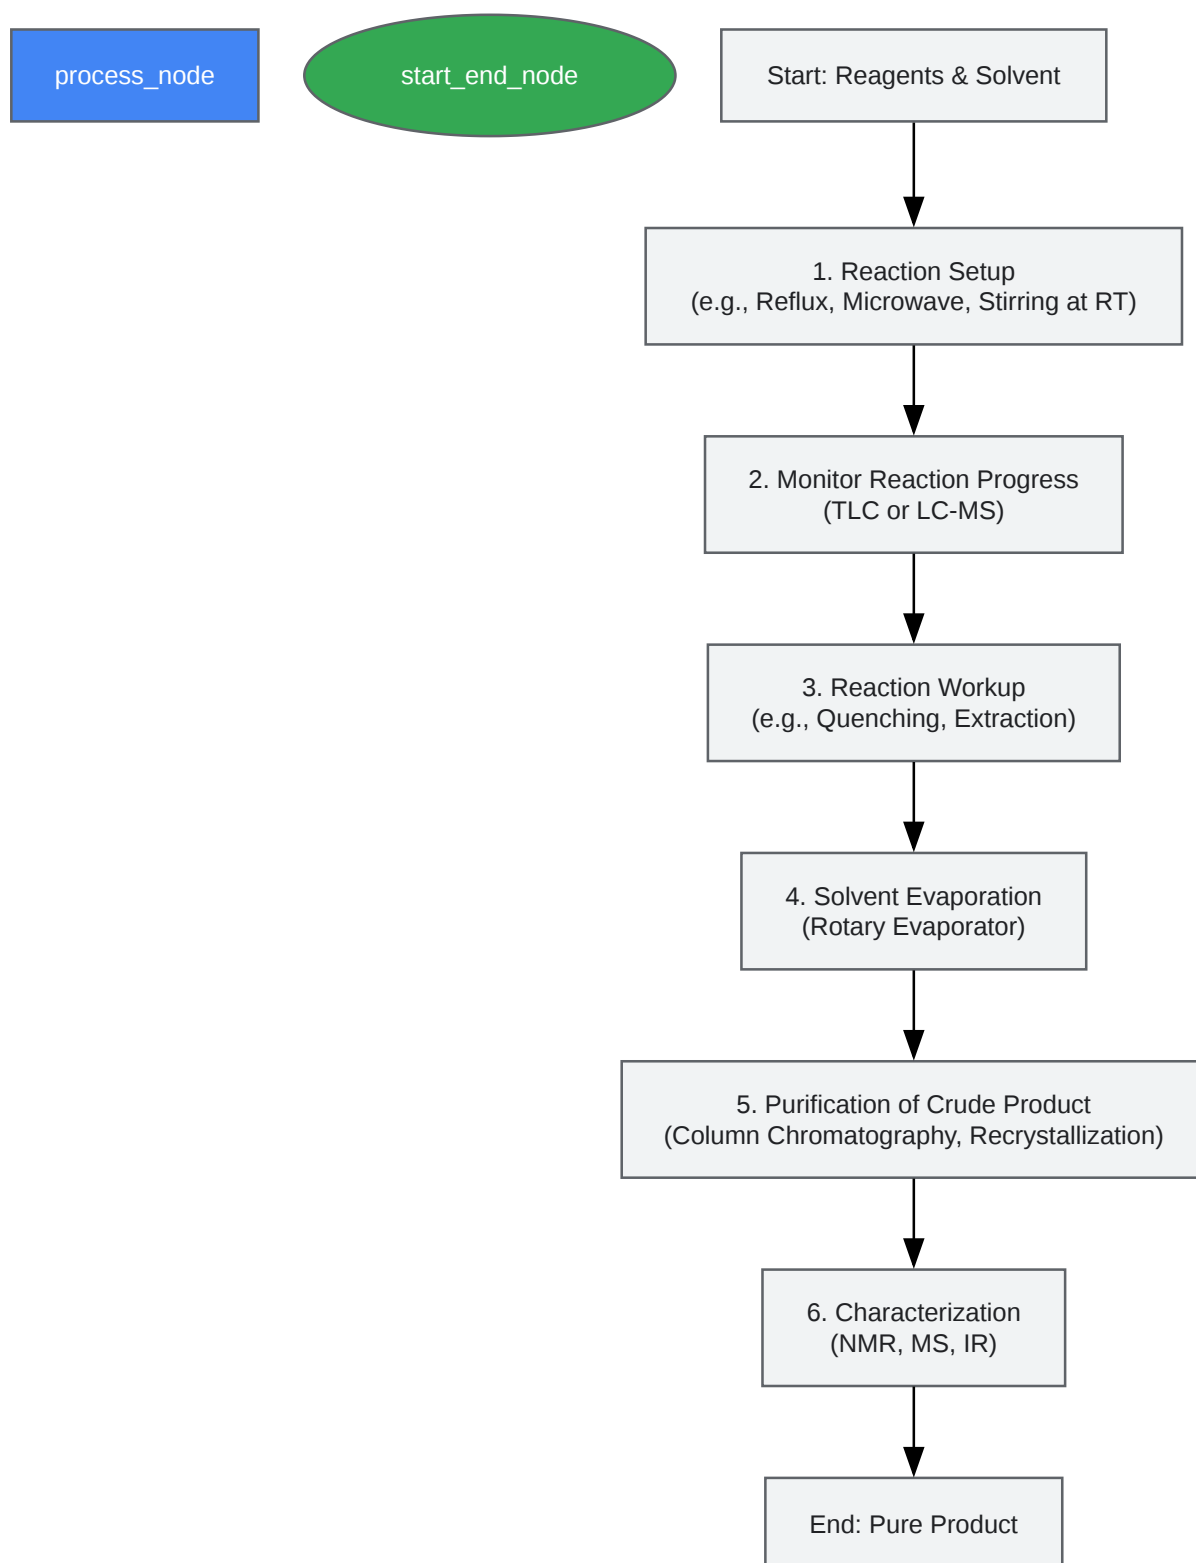 process_node
start_end_node
Start: Reagents & Solvent
1. Reaction Setup
(e.g., Reflux, Microwave, Stirring at RT)
2. Monitor Reaction Progress
(TLC or LC-MS)
3. Reaction Workup
(e.g., Quenching, Extraction)
4. Solvent Evaporation
(Rotary Evaporator)
5. Purification of Crude Product
(Column Chromatography, Recrystallization)
6. Characterization
(NMR, MS, IR)
End: Pure Product